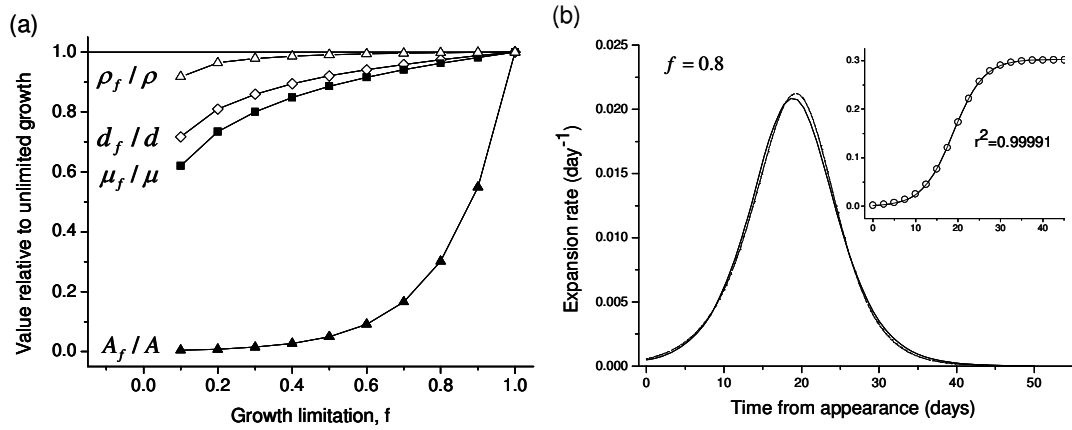 (a)
Value relative to unlimited growth
1.0
0.8
0.6
0.4
0.2
0.0
ρf / ρ
df / d
μf / μ
Af / A
0.0 0.2 0.4 0.6 0.8 1.0
Growth limitation, f
(b)
Expansion rate (day-1)
0.025
0.020
0.015
0.010
0.005
0.000
f = 0.8
0.3
0.2
0.1
0.0
r2=0.99991
0 10 20 30 40
0 10 20 30 40 50
Time from appearance (days)